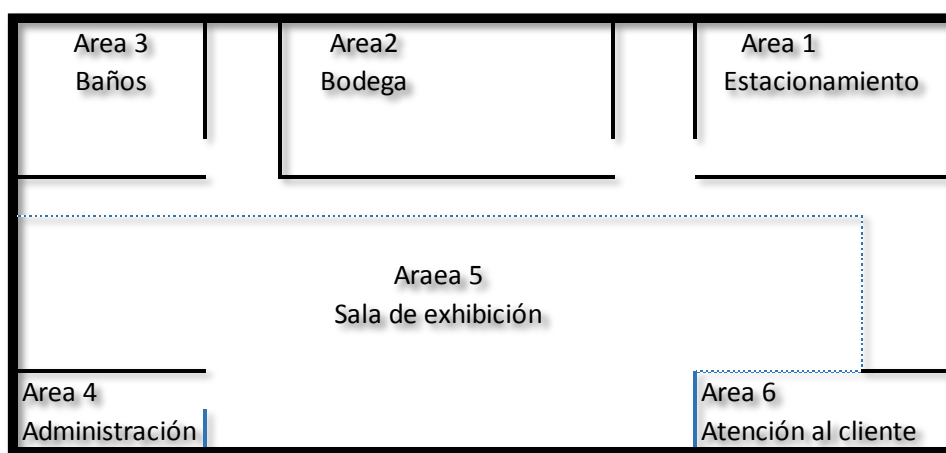 Area 3
Baños
Area2
Bodega
Area 1
Estacionamiento
Araea 5
Sala de exhibición
Area 4
Administración
Area 6
Atención al cliente